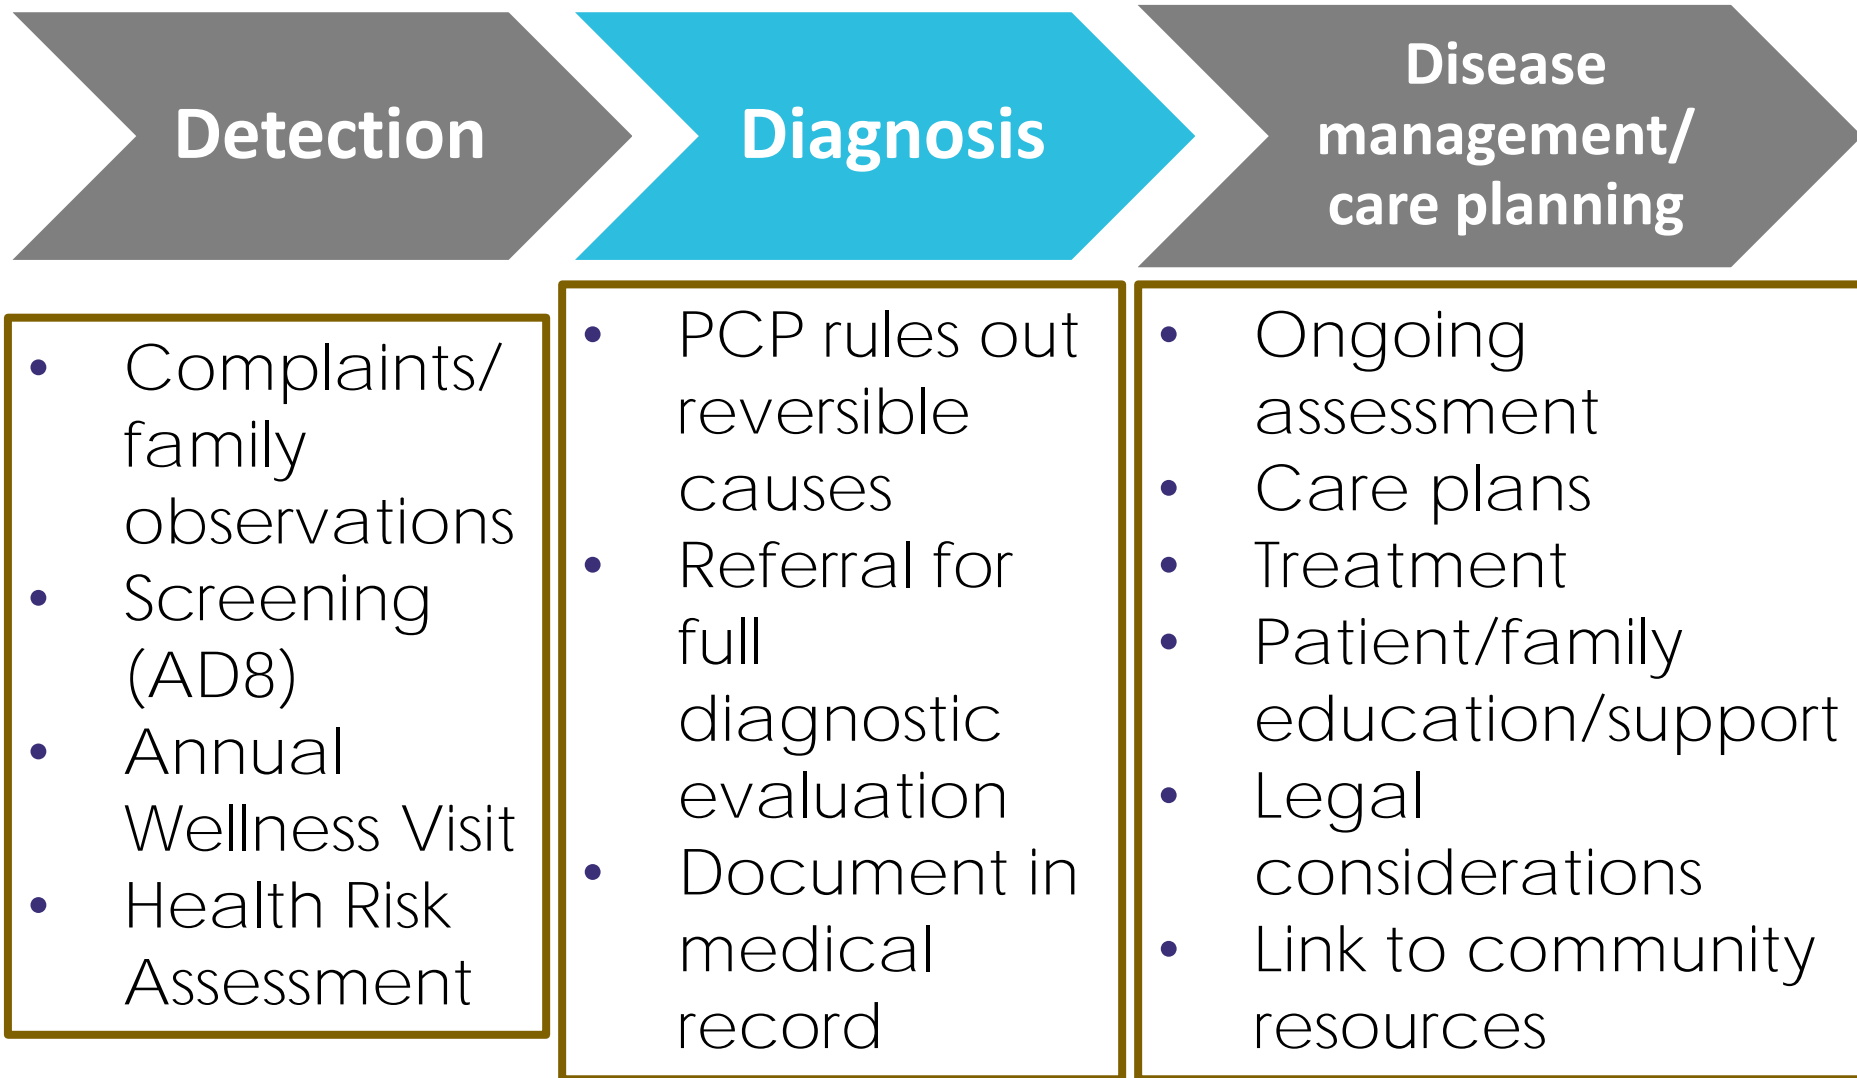 Detection
Diagnosis
Disease
management/
care planning
• Complaints/
family
observations
• Screening
(AD8)
• Annual
Wellness Visit
• Health Risk
Assessment
• PCP rules out
reversible
causes
• Referral for
full
diagnostic
evaluation
• Document in
medical
record
• Ongoing
assessment
• Care plans
• Treatment
• Patient/family
education/support
• Legal
considerations
• Link to community
resources